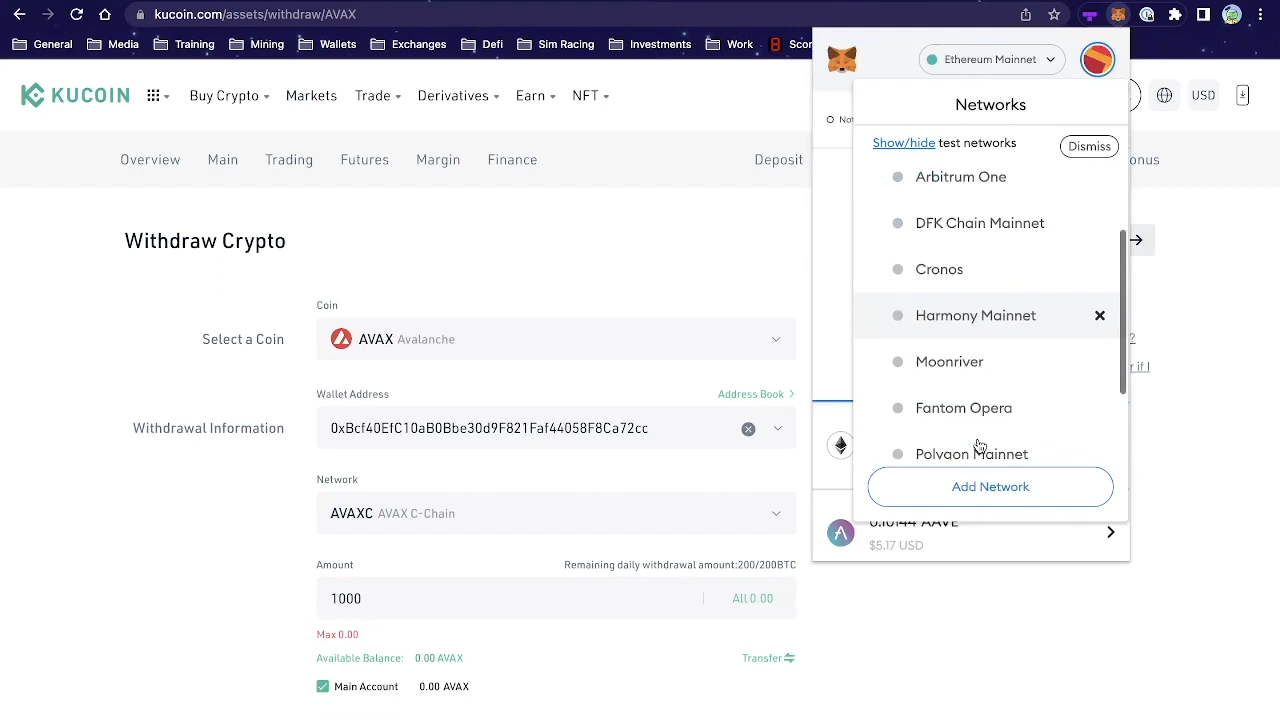 kucoin.com/assets/withdraw/AVAX
General Media Training Mining Wallets Exchanges Defi Sim Racing Investments Work
KUCOIN
Buy Crypto Markets Trade Derivatives Earn NFT
USD
Overview Main Trading Futures Margin Finance Deposit
Withdraw Crypto
Coin
Select a Coin
AVAX Avalanche
Wallet Address
Address Book
Withdrawal Information
0xBcf40EfC10aB0Bbe30d9F821Faf44058F8Ca72cc
Network
AVAXC AVAX C-Chain
Amount
Remaining daily withdrawal amount:200/200BTC
1000
All 0.00
Max 0.00
Available Balance: 0.00 AVAX
Transfer
Main Account 0.00 AVAX
Ethereum Mainnet
Networks
Show/hide test networks
Dismiss
Arbitrum One
DFK Chain Mainnet
Cronos
Harmony Mainnet
Moonriver
Fantom Opera
Polygon Mainnet
Add Network
0.10144 AAVE
$5.17 USD